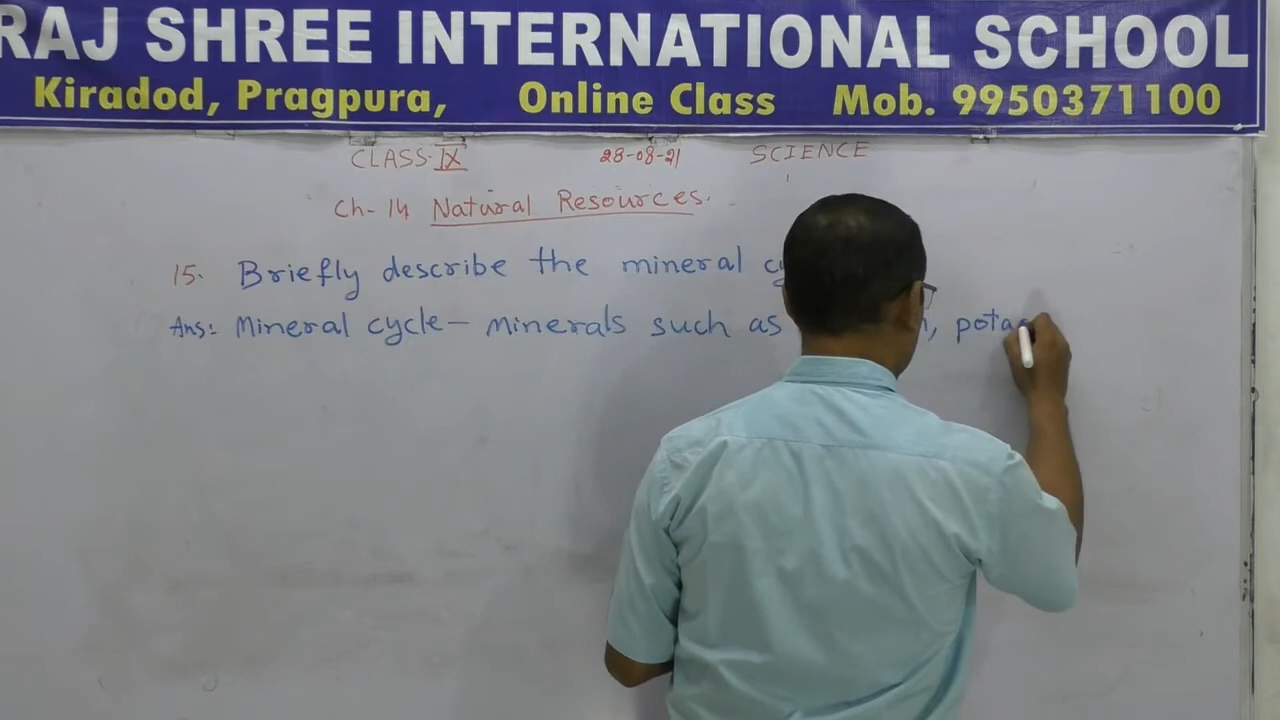 RAJ SHREE INTERNATIONAL SCHOOL
Kiradod, Pragpura, Online Class Mob. 9950371100
CLASS-IX 28-08-21 SCIENCE
Ch-14 Natural Resources.
15. Briefly describe the mineral
Ans: Mineral cycle- minerals such as